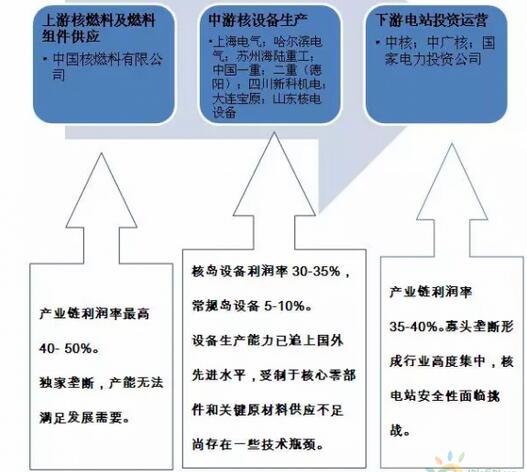 上游核燃料及燃料
组件供应
• 中国核燃料有限公
司
中游核设备生产
• 上海电气；哈尔滨电
气；苏州海陆重工；
中国一重；二重（德
阳）；四川新科机电；
大连宝原；山东核电
设备
下游电站投资运营
• 中核；中广核；国
家电力投资公司
产业链利润率最高
40- 50%。
独家垄断，产能无法
满足发展需要。
核岛设备利润率 30-35%，
常规岛设备 5-10%。
设备生产能力已追上国外
先进水平，受制于核心零部
件和关键原材料供应不足
尚存在一些技术瓶颈。
产业链利润率
35-40%。寡头垄断形
成行业高度集中，核
电站安全性面临挑
战。